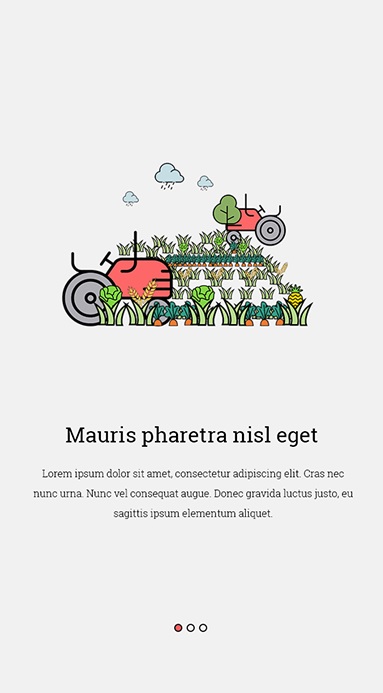 Mauris pharetra nisl eget
Lorem ipsum dolor sit amet, consectetur adipiscing elit. Cras nec
nunc urna. Nunc vel consequat augue. Donec gravida luctus justo, eu
sagittis ipsum elementum aliquet.